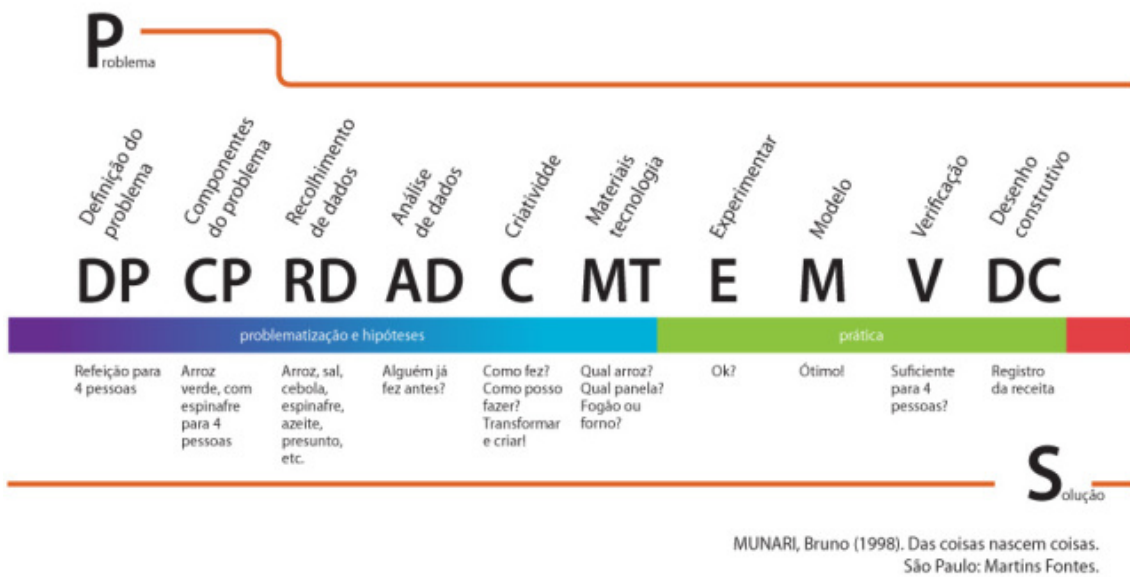 Problema
Definição do
problema
Componentes
do problema
Recolhimento
de dados
Análise
de dados
Criatividde
Materiais
tecnologia
Experimentar
Modelo
Verificação
Desenho
construtivo
DP CP RD AD C MT E M V DC
problematização e hipóteses
prática
Refeição para
4 pessoas
Arroz
verde, com
espinafre
para 4
pessoas
Arroz, sal,
cebola,
espinafre,
azeite,
presunto,
etc.
Alguém já
fez antes?
Como fez?
Como posso
fazer?
Transformar
e criar!
Qual arroz?
Qual panela?
Fogão ou
forno?
Ok?
Ótimo!
Suficiente
para 4
pessoas?
Registro
da receita
Solução
MUNARI, Bruno (1998). Das coisas nascem coisas.
São Paulo: Martins Fontes.